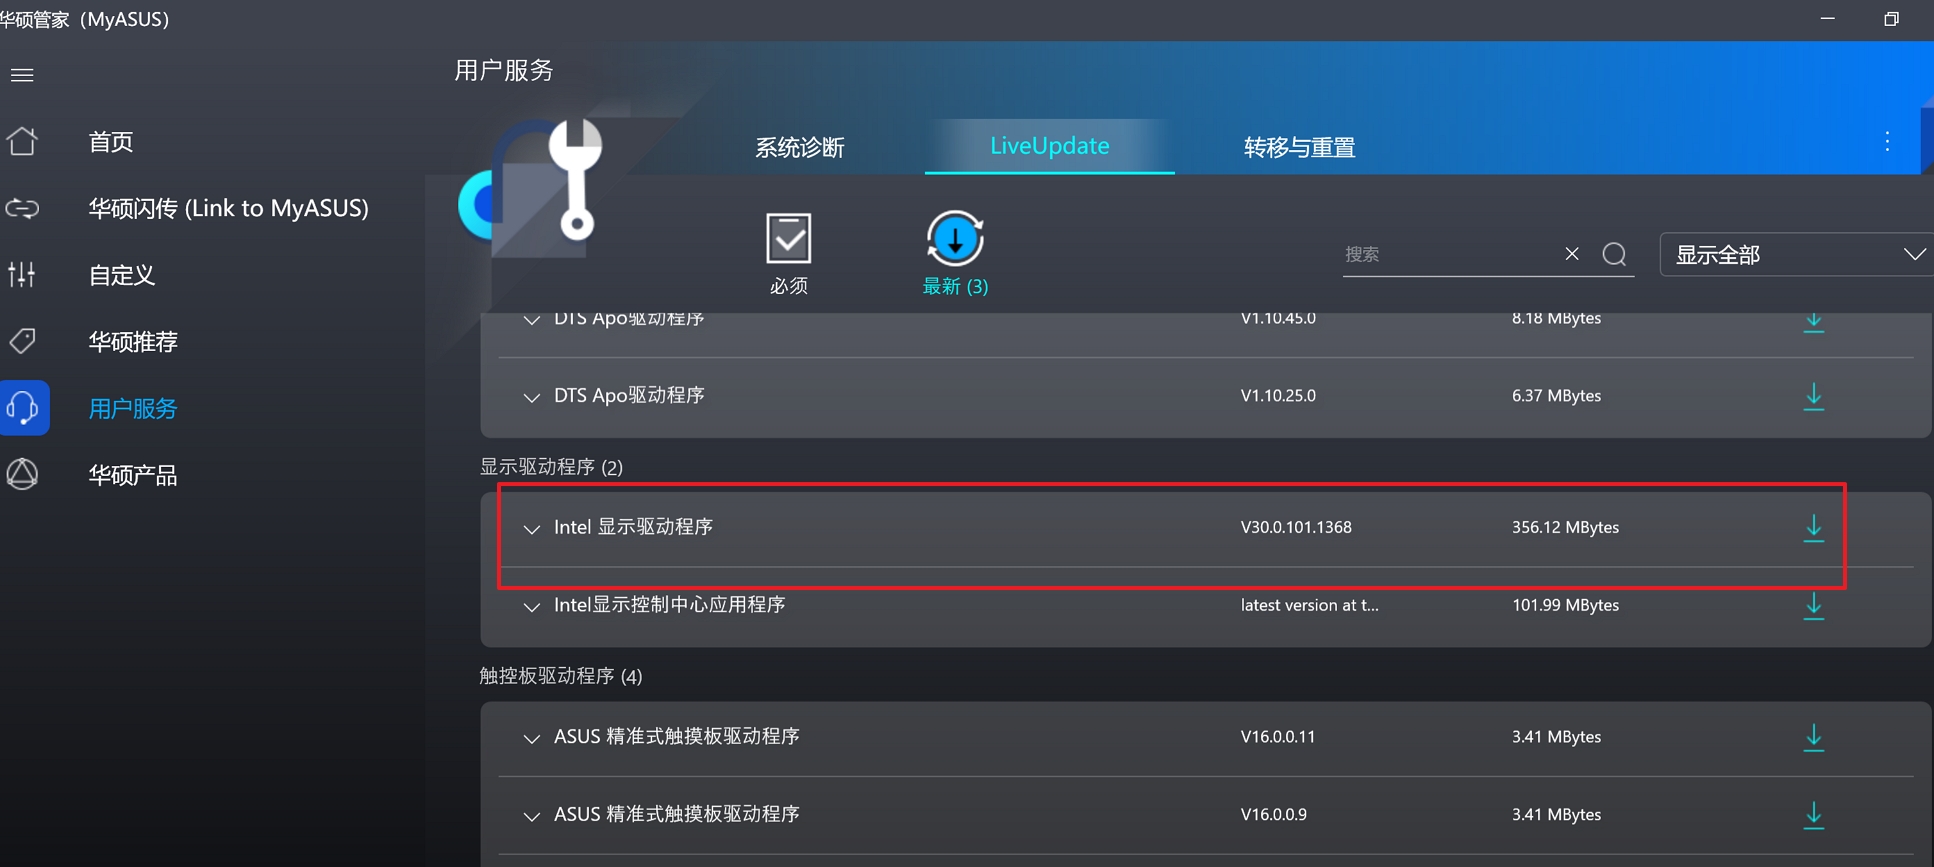 华硕管家（MyASUS）
用户服务
首页
华硕闪传 (Link to MyASUS)
自定义
华硕推荐
用户服务
华硕产品
系统诊断
LiveUpdate
转移与重置
必须
最新 (3)
搜索
显示全部
DTS Apo驱动程序 V1.10.45.0 8.18 MBytes
DTS Apo驱动程序 V1.10.25.0 6.37 MBytes
显示驱动程序 (2)
Intel 显示驱动程序 V30.0.101.1368 356.12 MBytes
Intel显示控制中心应用程序 latest version at t... 101.99 MBytes
触控板驱动程序 (4)
ASUS 精准式触摸板驱动程序 V16.0.0.11 3.41 MBytes
ASUS 精准式触摸板驱动程序 V16.0.0.9 3.41 MBytes